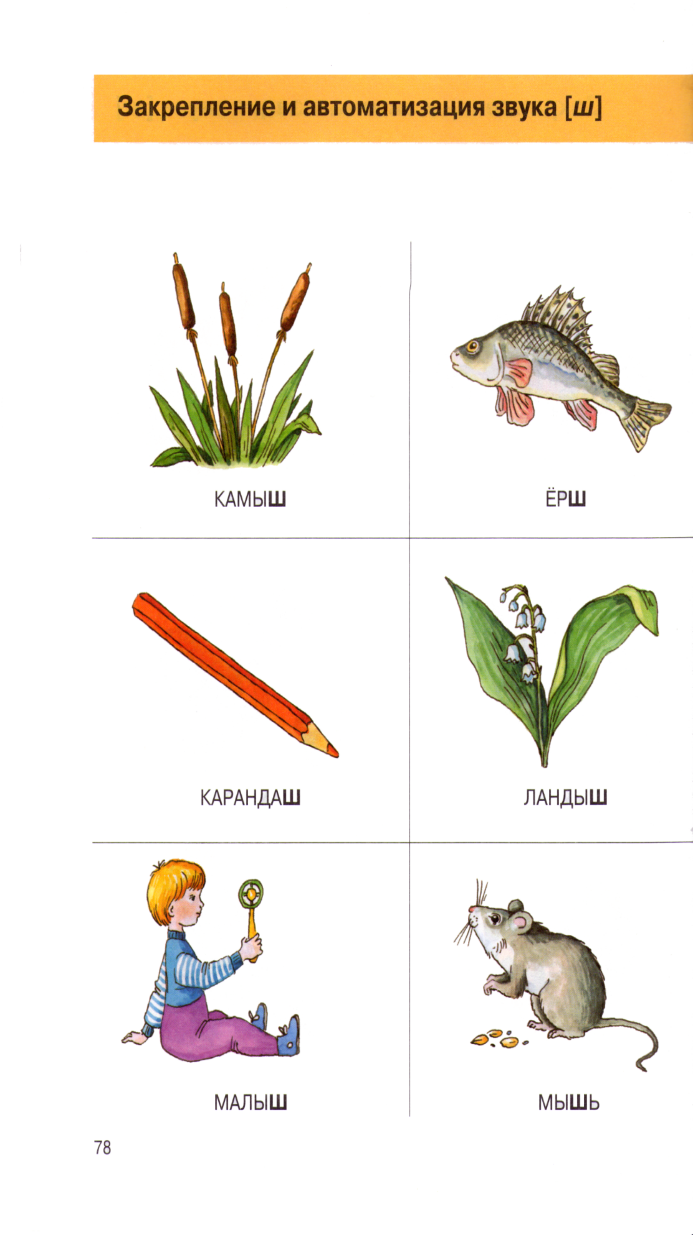 Закрепление и автоматизация звука [ш]
КАМЫШ
ЁРШ
КАРАНДАШ
ЛАНДЫШ
МАЛЫШ
МЫШЬ
78